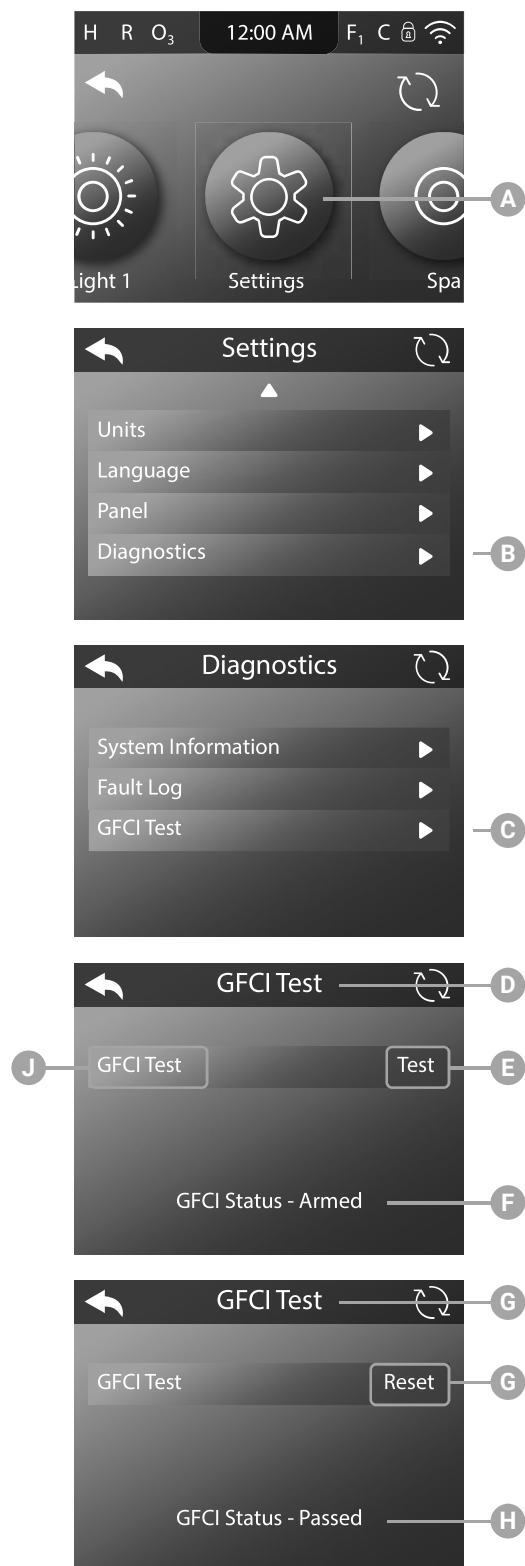 H R O₃ 12:00 AM F₁ C
A
Light 1 Settings Spa
Settings
Units
Language
Panel
Diagnostics
B
Diagnostics
System Information
Fault Log
GFCI Test
C
GFCI Test D
J GFCI Test Test E
GFCI Status - Armed F
GFCI Test G
GFCI Test Reset G
GFCI Status - Passed H